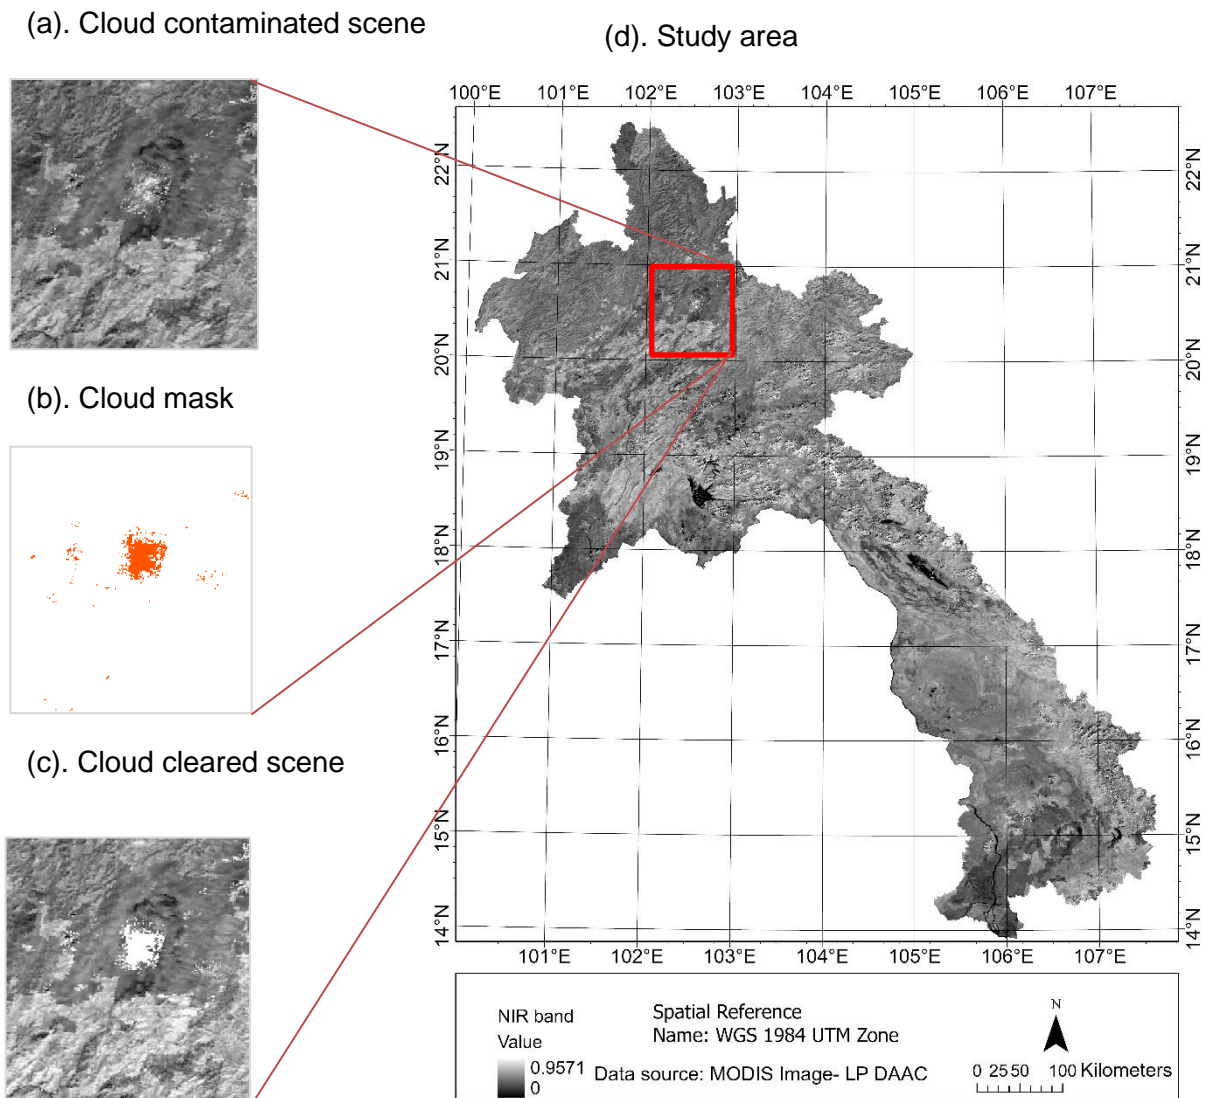 (a). Cloud contaminated scene
(d). Study area
100°E 101°E 102°E 103°E 104°E 105°E 106°E 107°E
22°N 22°N
21°N 21°N
20°N 20°N
19°N 19°N
18°N 18°N
17°N 17°N
16°N 16°N
15°N 15°N
14°N 14°N
101°E 102°E 103°E 104°E 105°E 106°E 107°E
(b). Cloud mask
(c). Cloud cleared scene
NIR band
Value
0.9571
0
Spatial Reference
Name: WGS 1984 UTM Zone
Data source: MODIS Image- LP DAAC
N
0 25 50 100 Kilometers